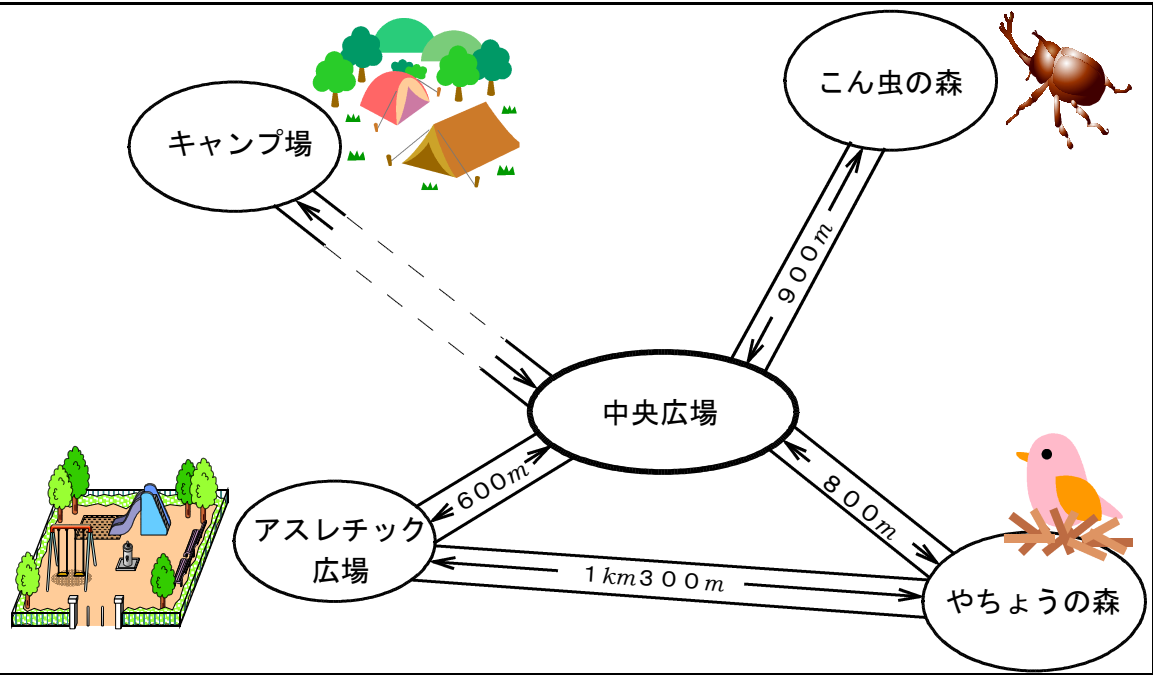 こん虫の森
キャンプ場
900m
中央広場
600m
800m
アスレチック
広場
1km300m
やちょうの森